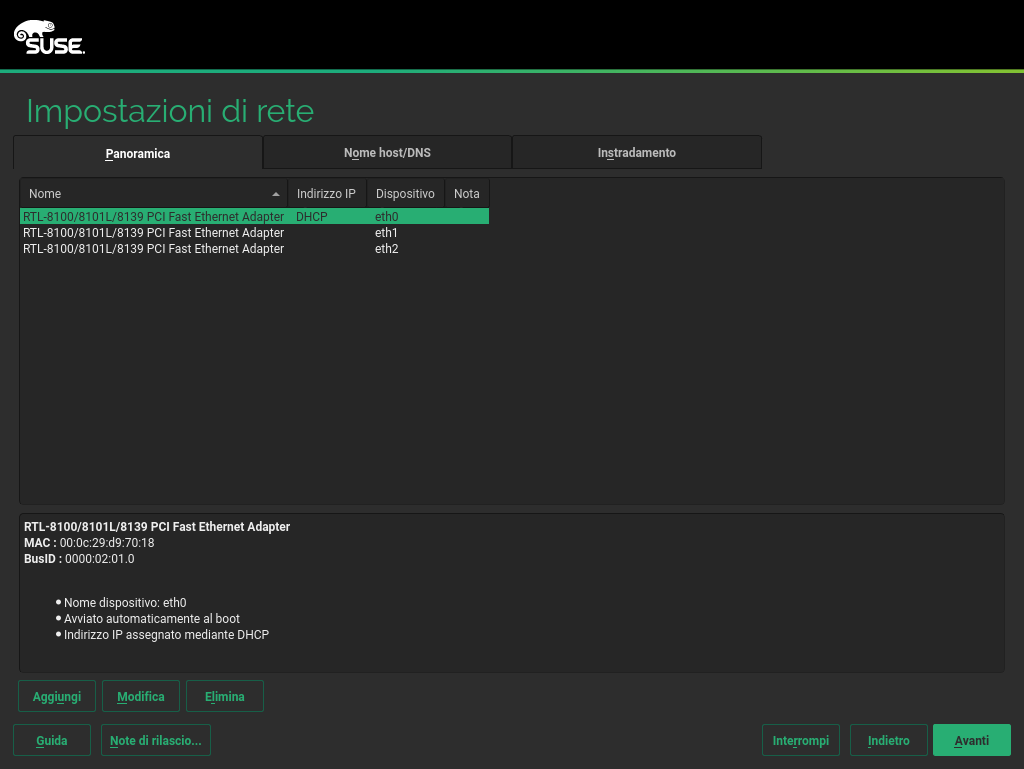 SUSE.
Impostazioni di rete
Panoramica Nome host/DNS Instradamento
Nome Indirizzo IP Dispositivo Nota
RTL-8100/8101L/8139 PCI Fast Ethernet Adapter DHCP eth0
RTL-8100/8101L/8139 PCI Fast Ethernet Adapter eth1
RTL-8100/8101L/8139 PCI Fast Ethernet Adapter eth2
RTL-8100/8101L/8139 PCI Fast Ethernet Adapter
MAC : 00:0c:29:d9:70:18
BusID : 0000:02:01.0
• Nome dispositivo: eth0
• Avviato automaticamente al boot
• Indirizzo IP assegnato mediante DHCP
Aggiungi Modifica Elimina
Guida Note di rilascio... Interrompi Indietro Avanti